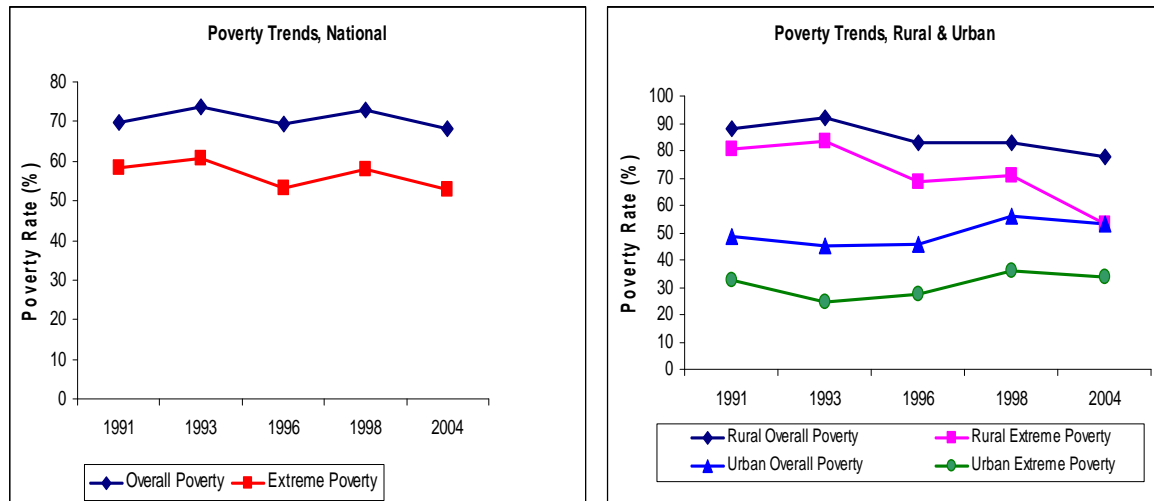 Poverty Trends, National
Poverty Rate (%)
80
70
60
50
40
30
20
10
0
1991 1993 1996 1998 2004
Overall Poverty Extreme Poverty
Poverty Trends, Rural & Urban
Poverty Rate (%)
100
90
80
70
60
50
40
30
20
10
0
1991 1993 1996 1998 2004
Rural Overall Poverty Rural Extreme Poverty
Urban Overall Poverty Urban Extreme Poverty